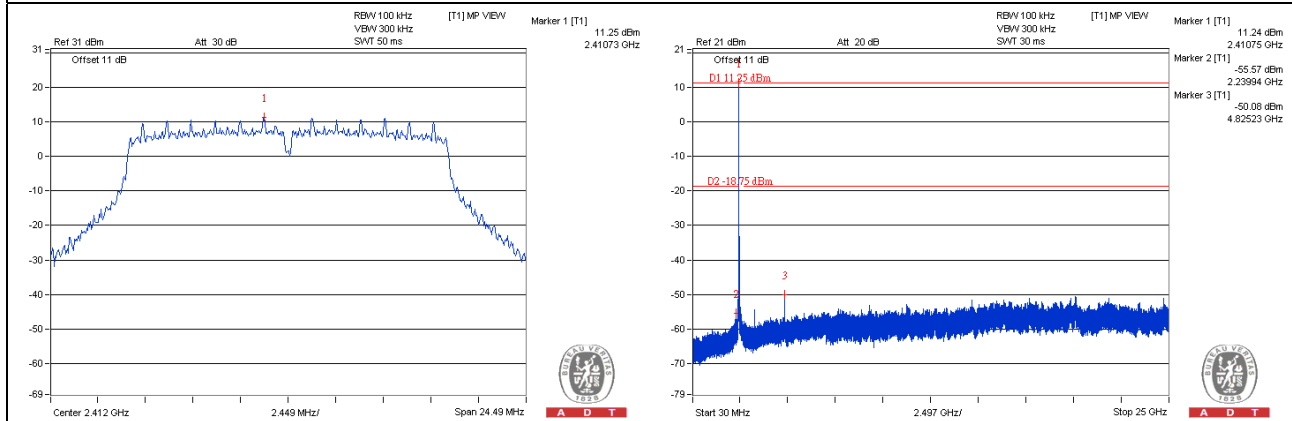 RBW 100 kHz [T1] MP VIEW
VBW 300 kHz
Ref 31 dBm Att 30 dB SWT 50 ms
Marker 1 [T1]
11.25 dBm
2.41073 GHz
31
Offset 11 dB
20
10
0
-10
-20
-30
-40
-50
-60
-69
1
Center 2.412 GHz 2.449 MHz/ Span 24.49 MHz
BUREAU VERITAS
1828
A D T
RBW 100 kHz [T1] MP VIEW
VBW 300 kHz
Ref 21 dBm Att 20 dB SWT 30 ms
Marker 1 [T1]
11.24 dBm
2.41075 GHz
Marker 2 [T1]
-55.57 dBm
2.23994 GHz
Marker 3 [T1]
-50.08 dBm
4.82523 GHz
21
Offset 11 dB
1
D1 11.25 dBm
10
0
-10
D2 -18.75 dBm
-20
-30
-40
3
2
-50
-60
-70
-79
Start 30 MHz 2.497 GHz/ Stop 25 GHz
BUREAU VERITAS
1828
A D T